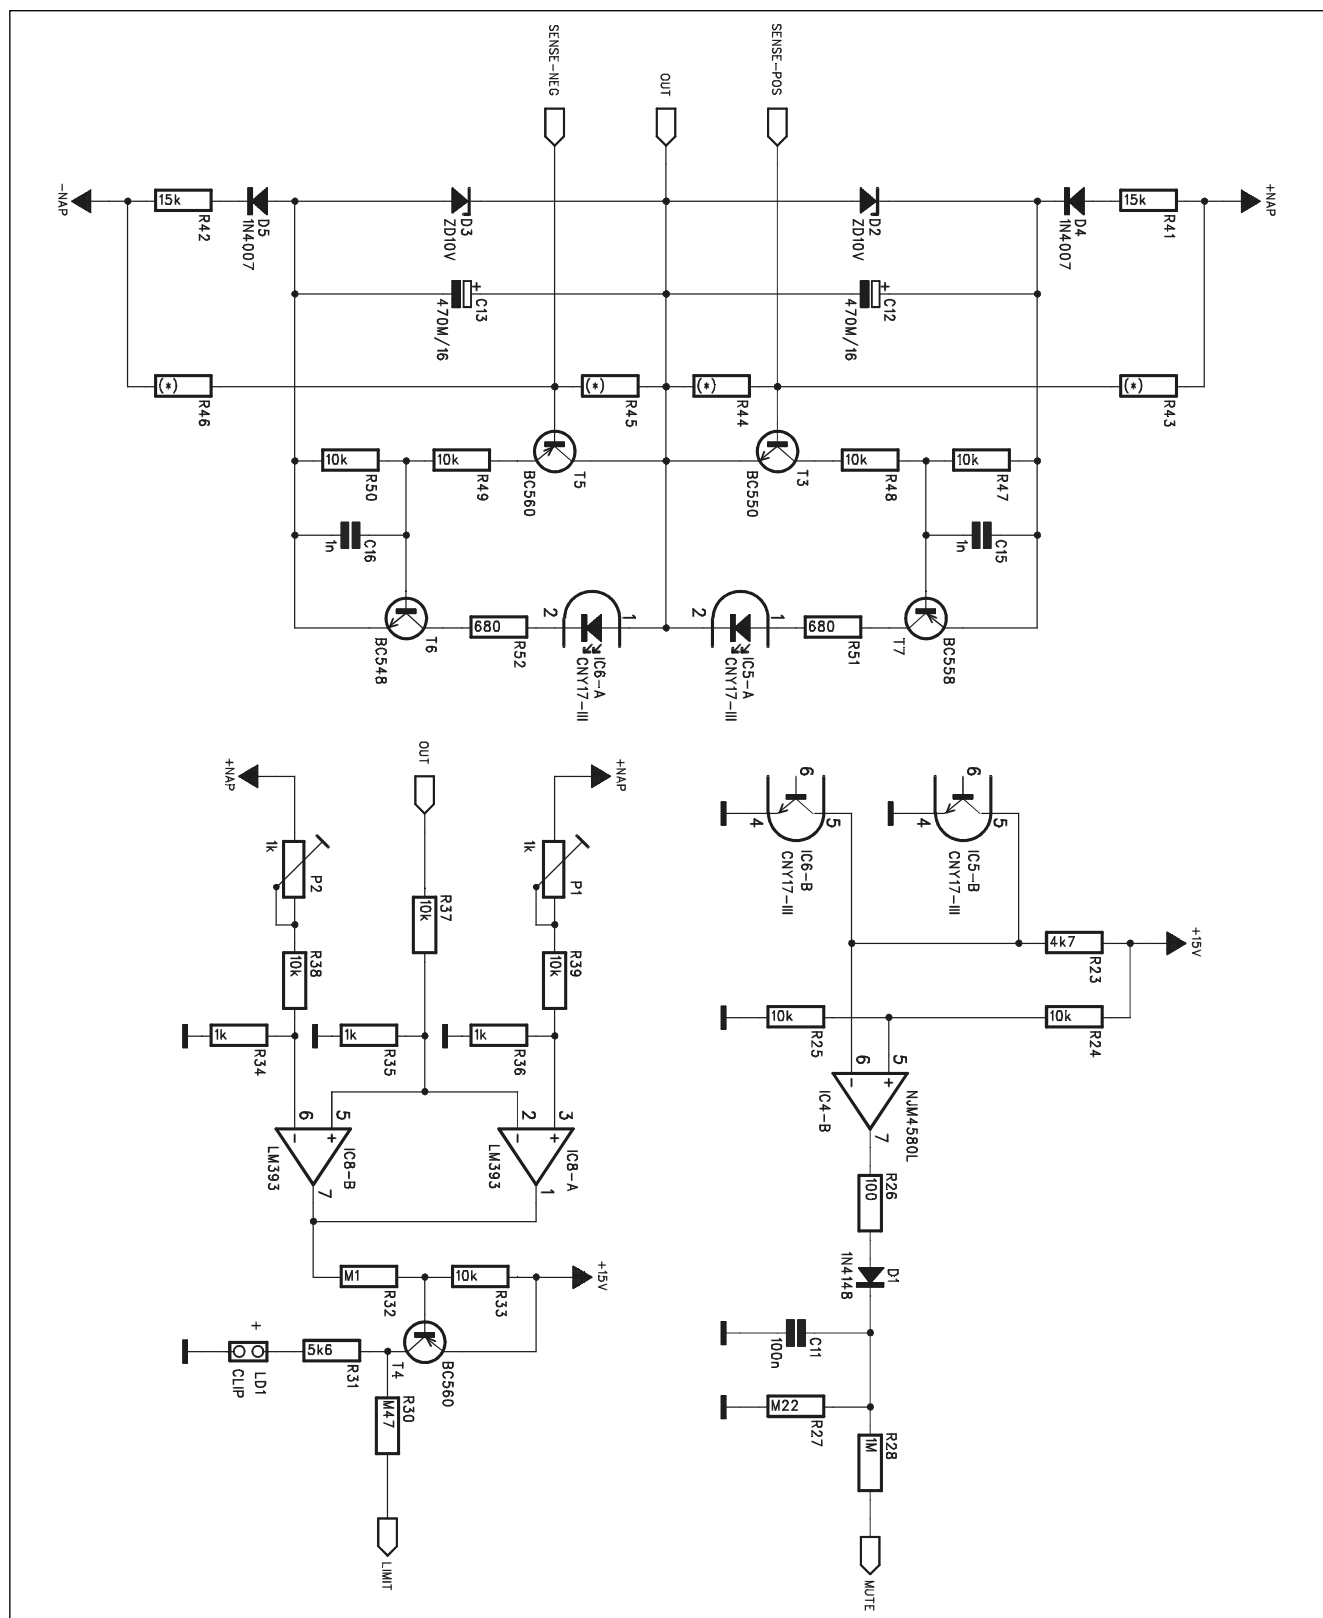 SENSE-NEG
OUT
SENSE-POS
-NAP
15k
R42
D5
1N4007
D3
ZD10V
D2
ZD10V
D4
1N4007
15k
R41
+NAP
+
C13
470M/16
+
C12
470M/16
(*)
R46
(*)
R45
(*)
R44
(*)
R43
10k
R50
10k
R49
T5
BC560
T3
BC550
10k
R48
10k
R47
C16
1n
C15
1n
T6
BC548
680
R52
2
1
IC6-A
CNY17-III
2
1
IC5-A
CNY17-III
680
R51
T7
BC558
+NAP
OUT
+NAP
6
4
5
IC6-B
CNY17-III
6
4
5
IC5-B
CNY17-III
1k
P2
R37
10k
1k
P1
+15V
4k7
R23
R38
10k
R39
10k
10k
R25
10k
R24
1k
R34
1k
R35
1k
R36
6
5
-
+
IC8-B
LM393
7
2
3
-
+
IC8-A
LM393
1
6
5
-
+
IC4-B
NJM4580L
7
R26
100
D1
1N4148
M1
R32
10k
R33
+15V
C11
100n
+
LD1
CLIP
5k6
R31
T4
BC560
R30
M47
M22
R27
R28
1M
LIMIT
MUTE